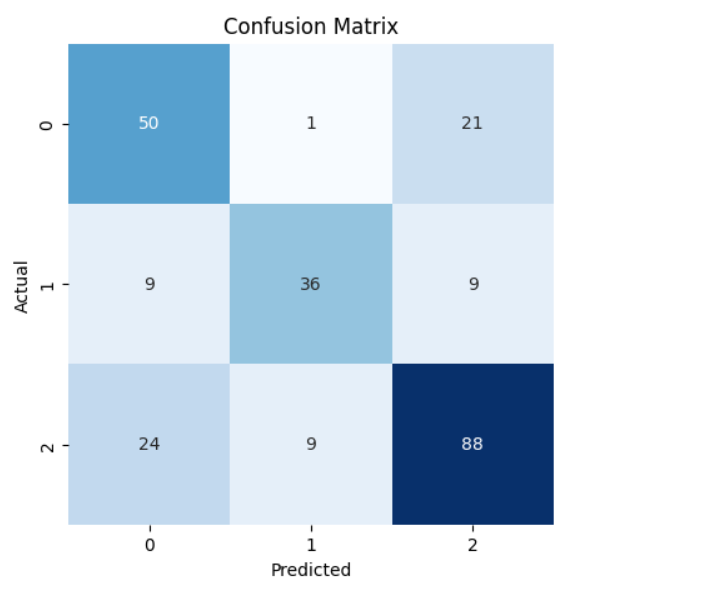 Confusion Matrix
0 50 1 21
Actual
1 9 36 9
2 24 9 88
0 1 2
Predicted